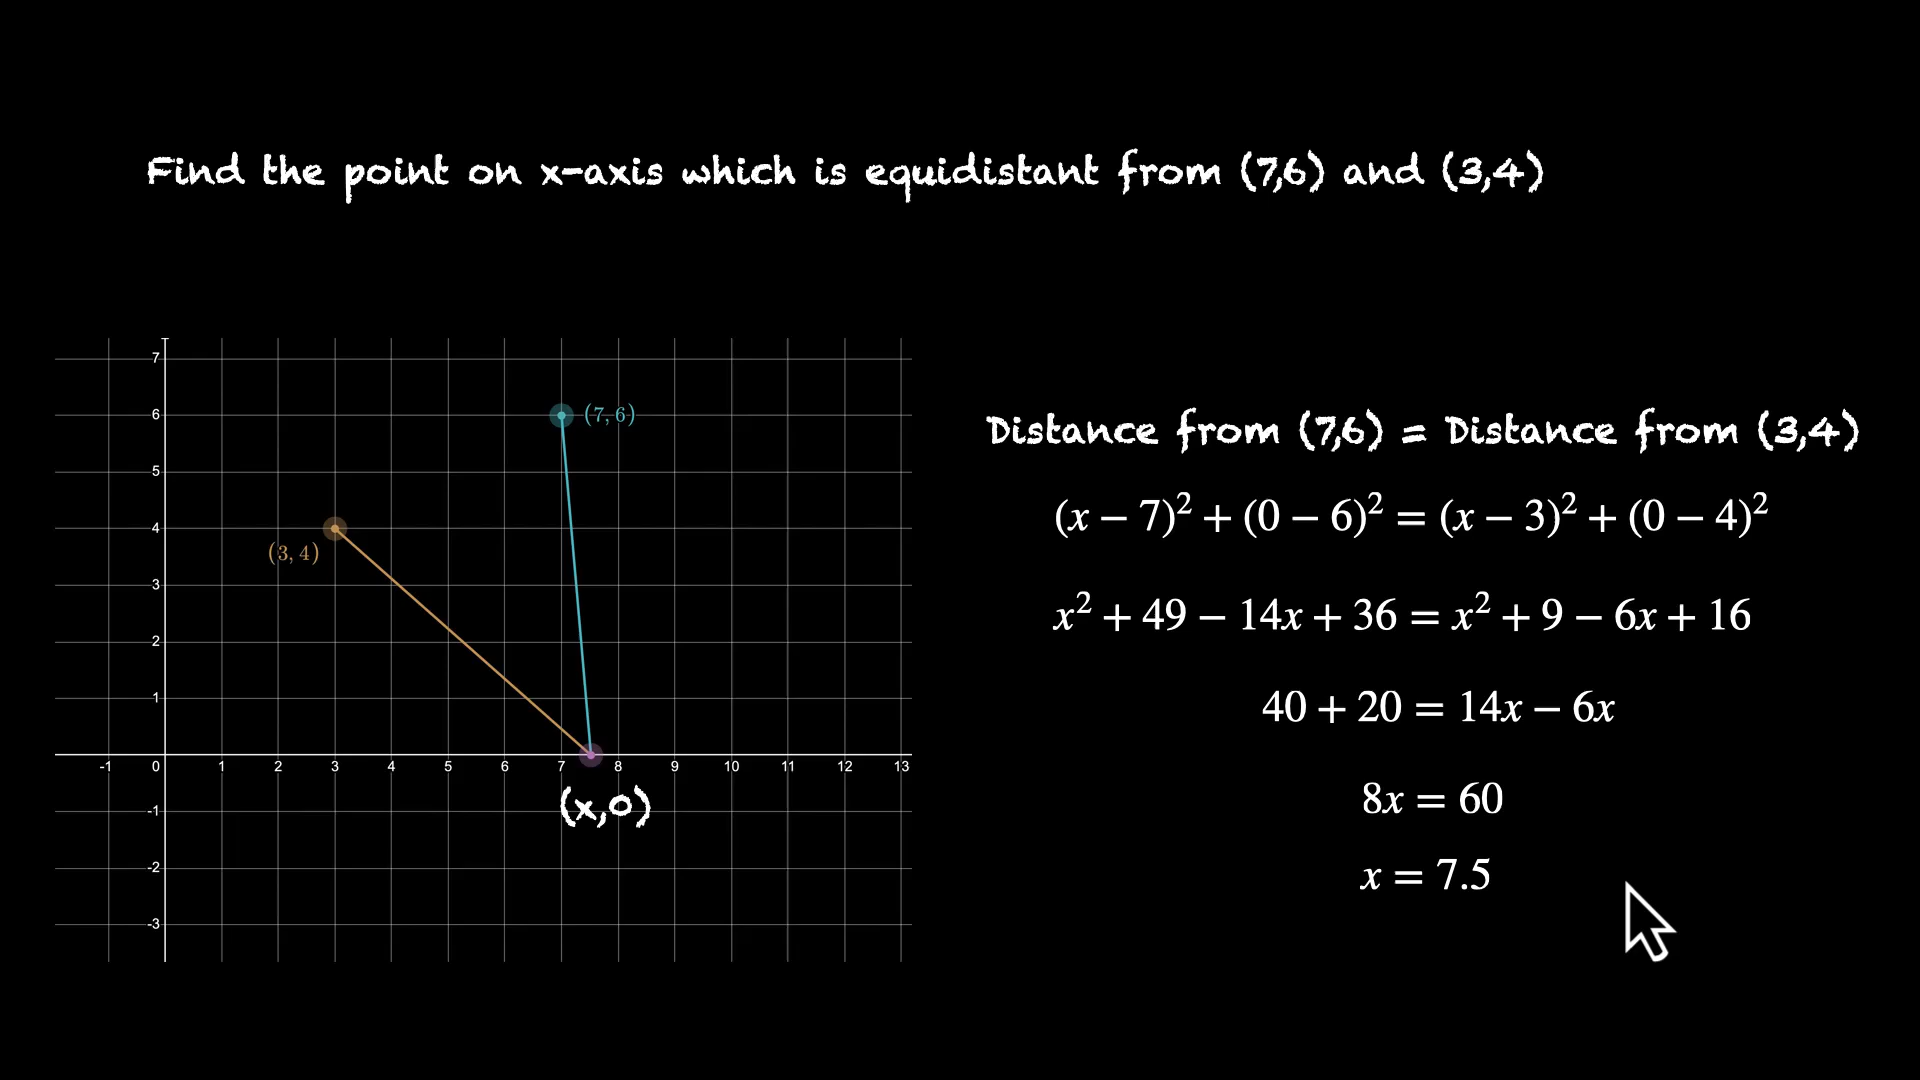 Find the point on x-axis which is equidistant from (7,6) and (3,4)
7
6
(7, 6)
5
4
(3, 4)
3
2
1
-1 0 1 2 3 4 5 6 7 8 9 10 11 12 13
(x,0)
-1
-2
-3
Distance from (7,6) = Distance from (3,4)
(x − 7)² + (0 − 6)² = (x − 3)² + (0 − 4)²
x² + 49 − 14x + 36 = x² + 9 − 6x + 16
40 + 20 = 14x − 6x
8x = 60
x = 7.5